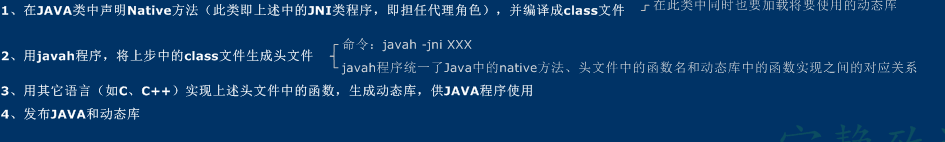 1、在JAVA类中声明Native方法（此类即上述中的JNI类程序，即担任代理角色），并编译成class文件
在此类中同时也要加载将要使用的动态库
命令：javah -jni XXX
2、用javah程序，将上步中的class文件生成头文件
javah程序统一了Java中的native方法、头文件中的函数名和动态库中的函数实现之间的对应关系
3、用其它语言（如C、C++）实现上述头文件中的函数，生成动态库，供JAVA程序使用
4、发布JAVA和动态库